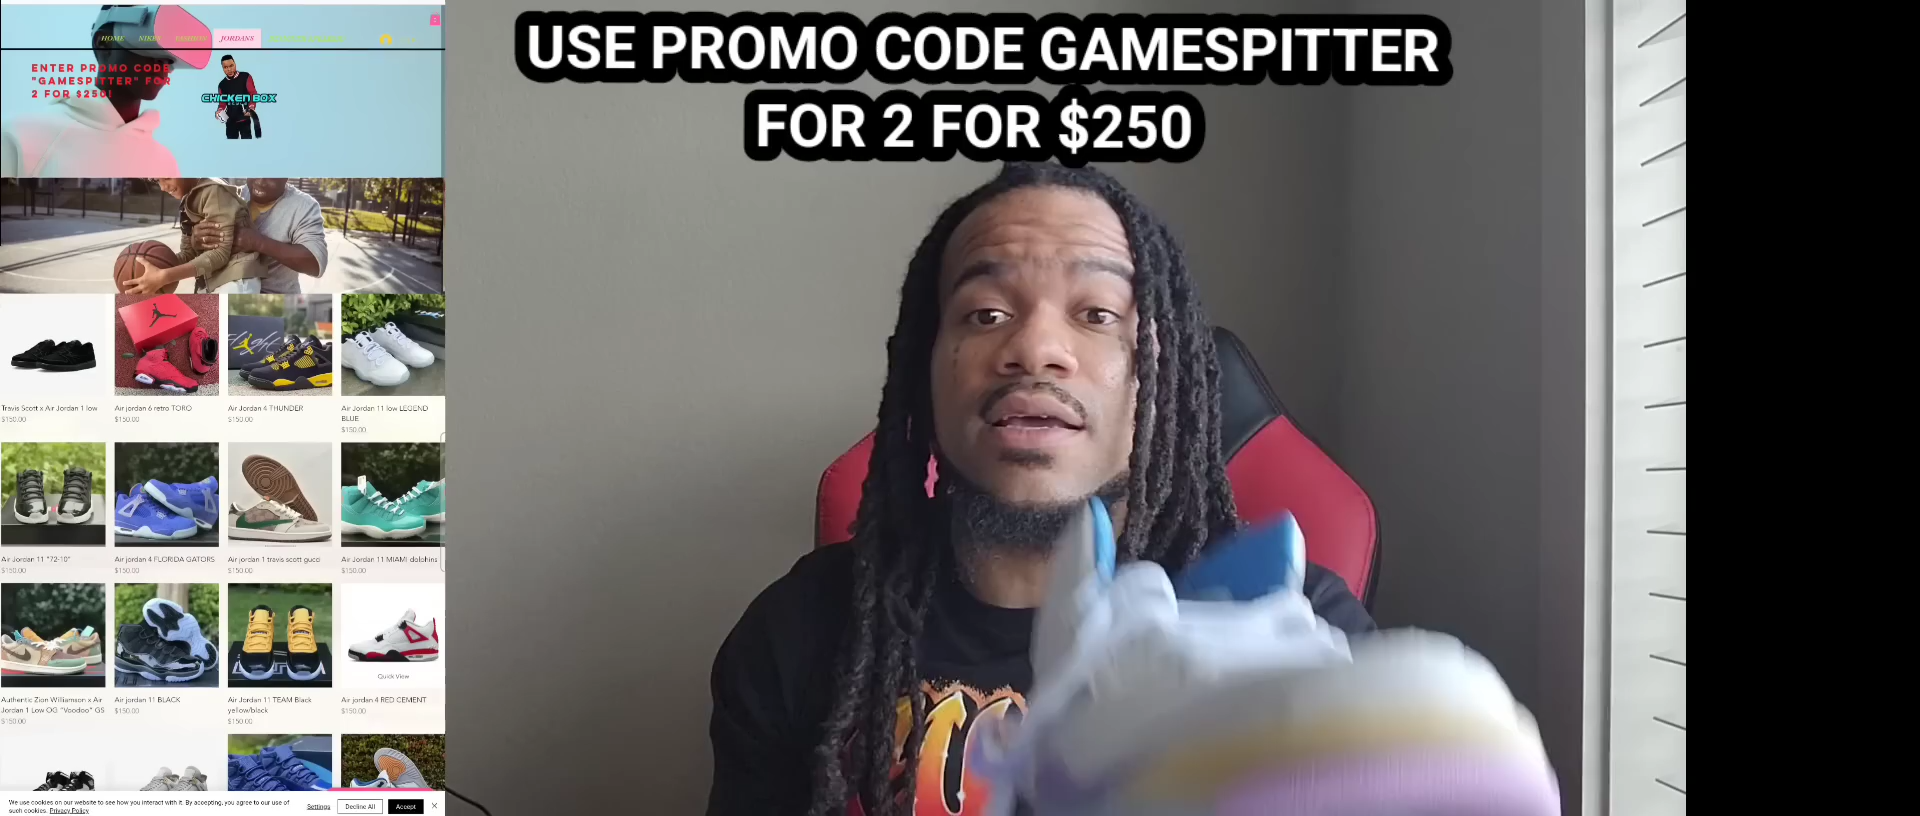 USE PROMO CODE GAMESPITTER
FOR 2 FOR $250
HOME
NIKES
JORDANS
ENTER PROMO CODE
"GAMESPITTER" FOR
2 FOR $250!
CHICKEN BOX
Travis Scott x Air Jordan 1 low
$150.00
Air jordan 6 retro TORO
$150.00
Air Jordan 4 THUNDER
$150.00
Air Jordan 11 low LEGEND
BLUE
$150.00
Air Jordan 11 "72-10"
$150.00
Air jordan 4 FLORIDA GATORS
$150.00
Air jordan 1 travis scott gucci
$150.00
Air Jordan 11 MIAMI dolphins
$150.00
Authentic Zion Williamson x Air
Jordan 1 Low OG "Voodoo" GS
$150.00
Air jordan 11 BLACK
$150.00
Air Jordan 11 TEAM Black
yellow/black
$150.00
Quick View
Air jordan 4 RED CEMENT
$150.00
We use cookies on our website to see how you interact with it. By accepting, you agree to our use of
such cookies. Privacy Policy
Settings
Decline All
Accept